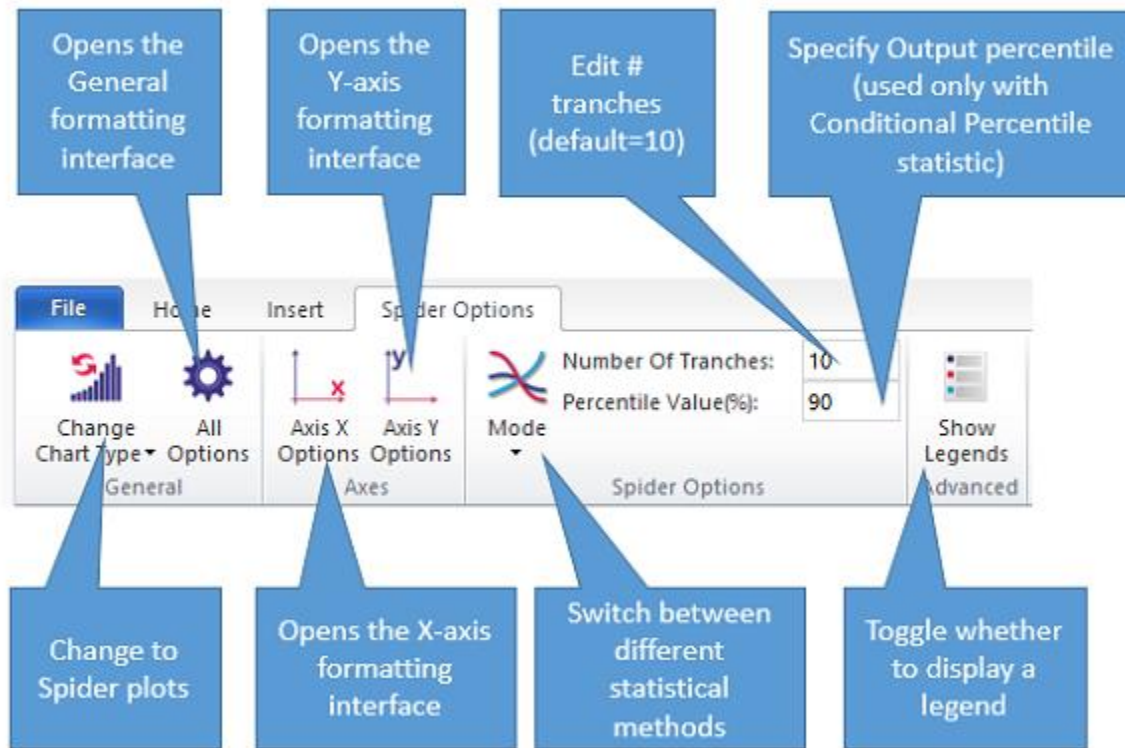 Opens the
General
formatting
interface
Opens the
Y-axis
formatting
interface
Edit #
tranches
(default=10)
Specify Output percentile
(used only with
Conditional Percentile
statistic)
File
Home
Insert
Spider Options
Change
Chart Type
All
Options
General
x
Axis X
Options
y
Axis Y
Options
Axes
Mode
Number Of Tranches:
10
Percentile Value(%):
90
Spider Options
Show
Legends
Advanced
Change to
Spider plots
Opens the X-axis
formatting
interface
Switch between
different
statistical
methods
Toggle whether
to display a
legend